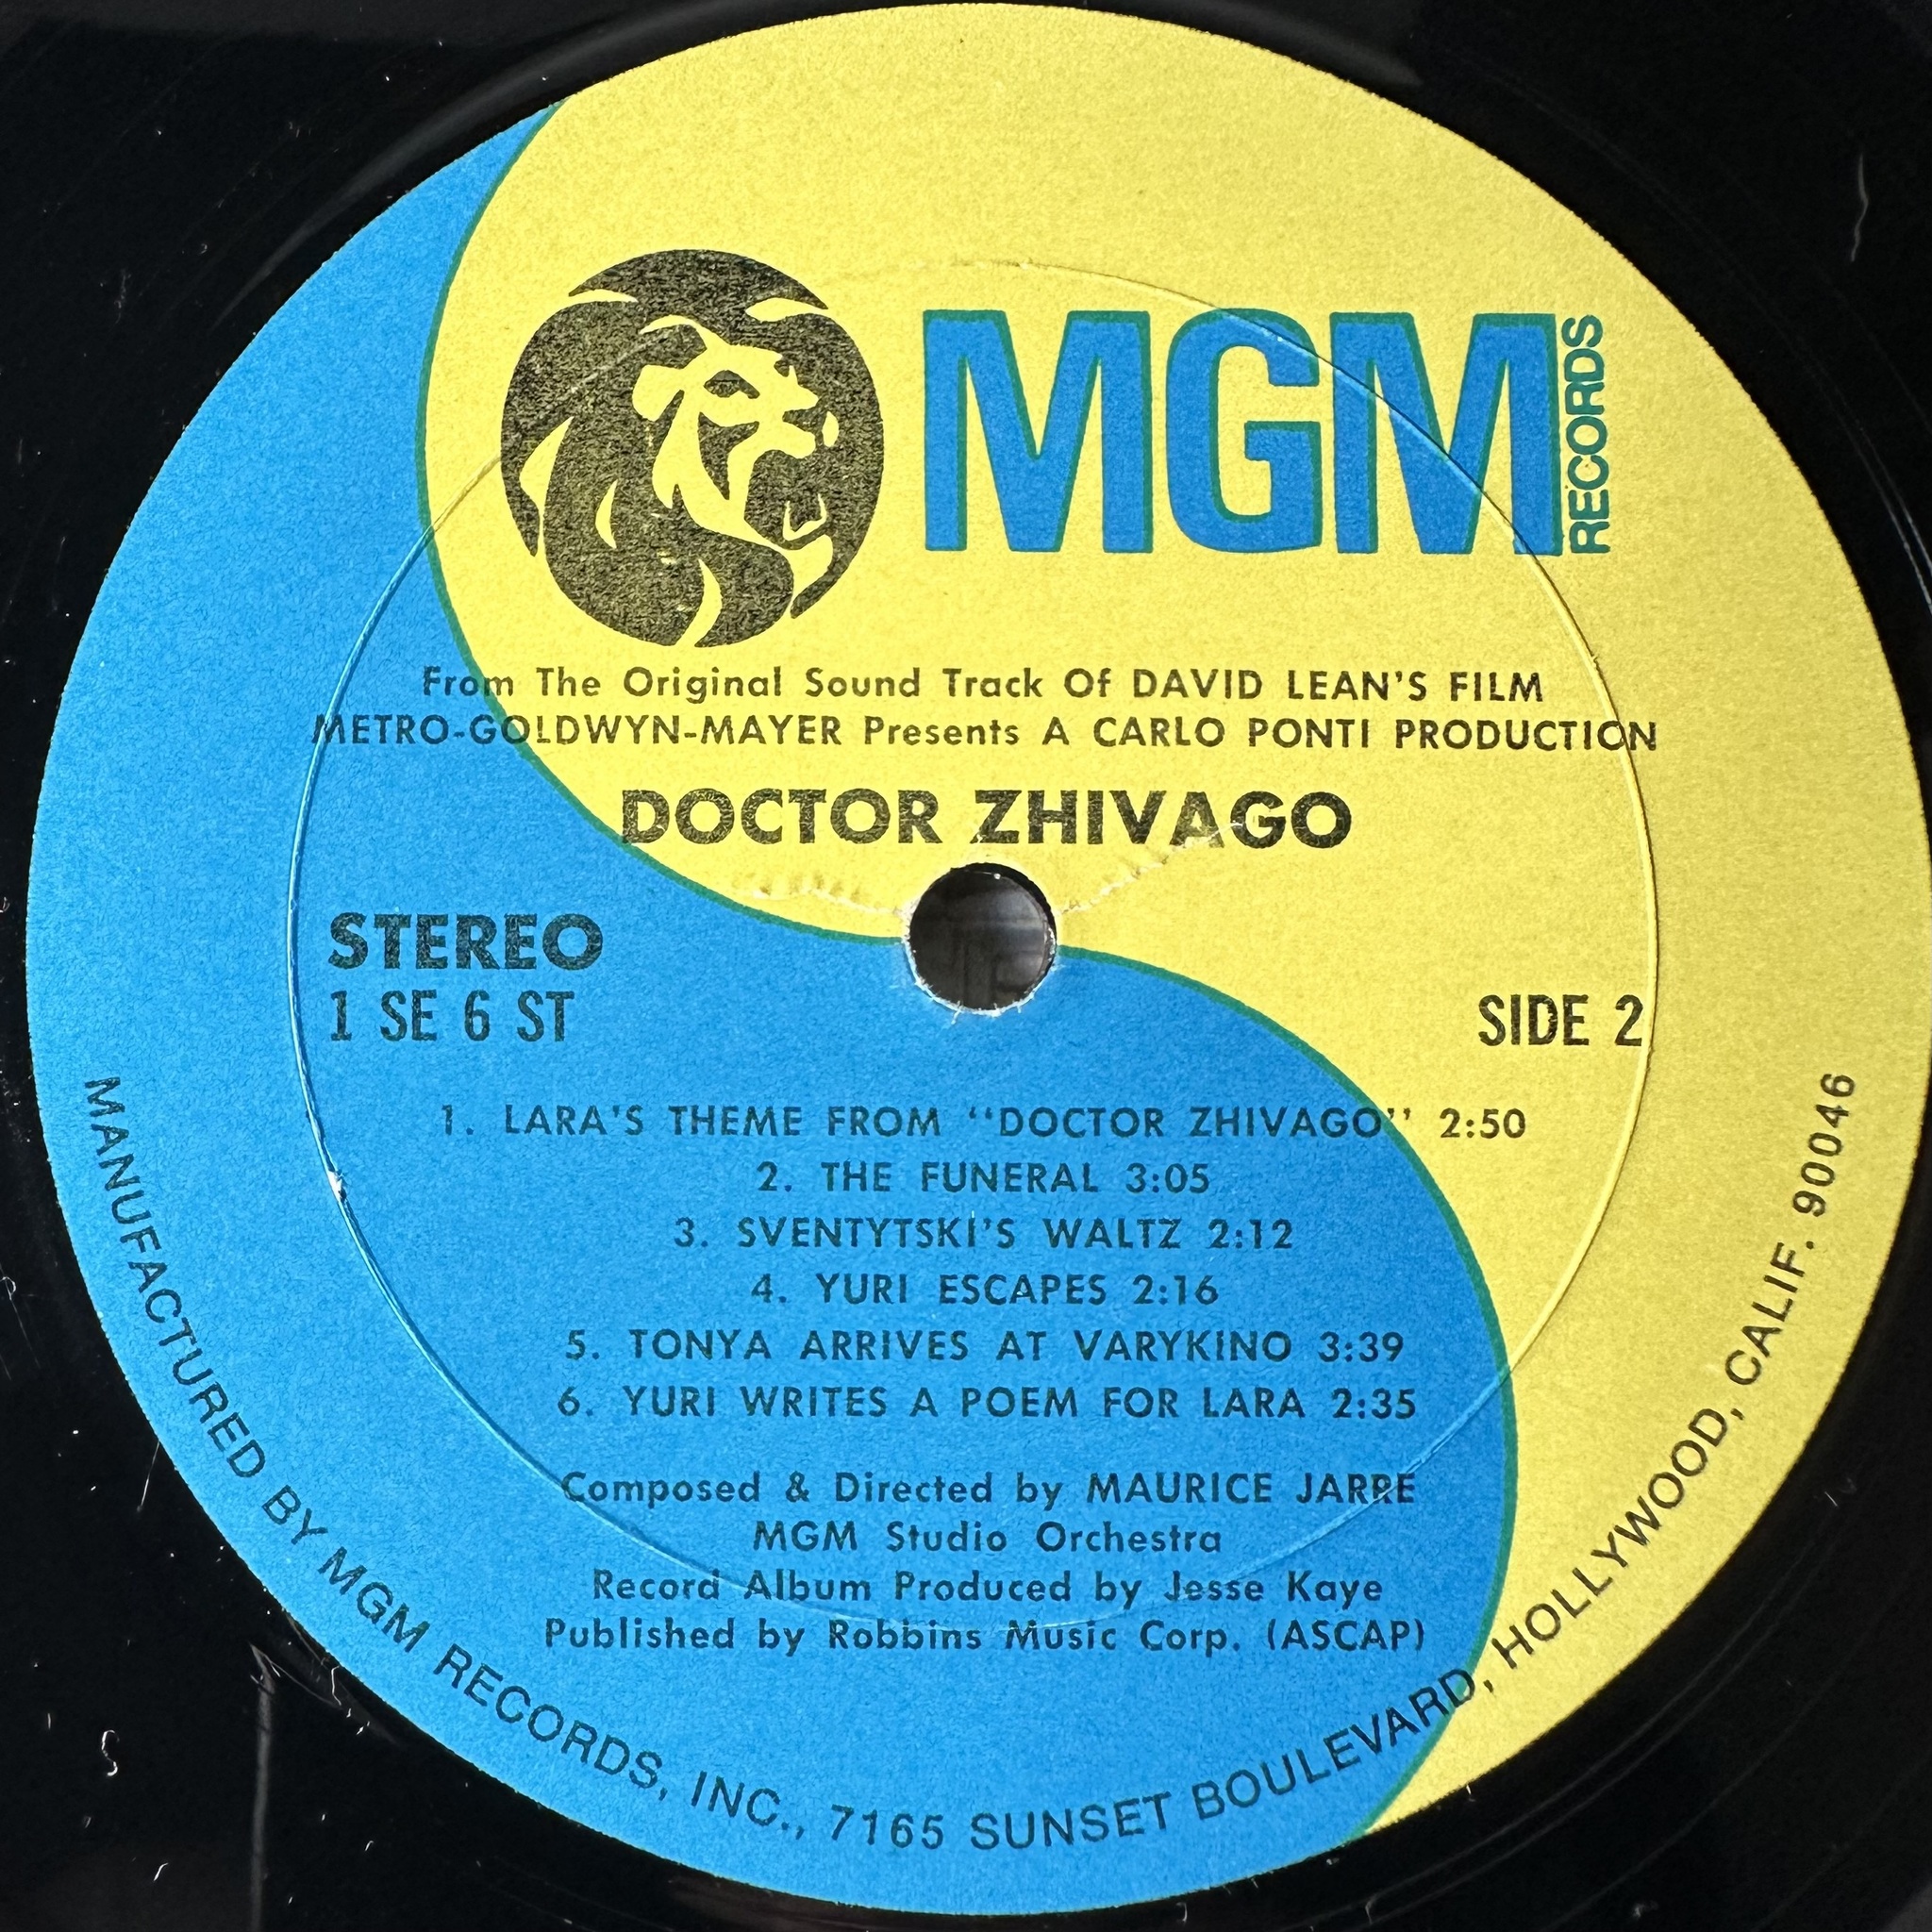 MGM RECORDS
From The Original Sound Track Of DAVID LEAN'S FILM
METRO-GOLDWYN-MAYER Presents A CARLO PONTI PRODUCTION
DOCTOR ZHIVAGO
STEREO
1 SE 6 ST
SIDE 2
1. LARA'S THEME FROM "DOCTOR ZHIVAGO" 2:50
2. THE FUNERAL 3:05
3. SVENTYTSKI'S WALTZ 2:12
4. YURI ESCAPES 2:16
5. TONYA ARRIVES AT VARYKINO 3:39
6. YURI WRITES A POEM FOR LARA 2:35
Composed & Directed by MAURICE JARRE
MGM Studio Orchestra
Record Album Produced by Jesse Kaye
Published by Robbins Music Corp. (ASCAP)
MANUFACTURED BY MGM RECORDS, INC., 7165 SUNSET BOULEVARD, HOLLYWOOD, CALIF. 90046